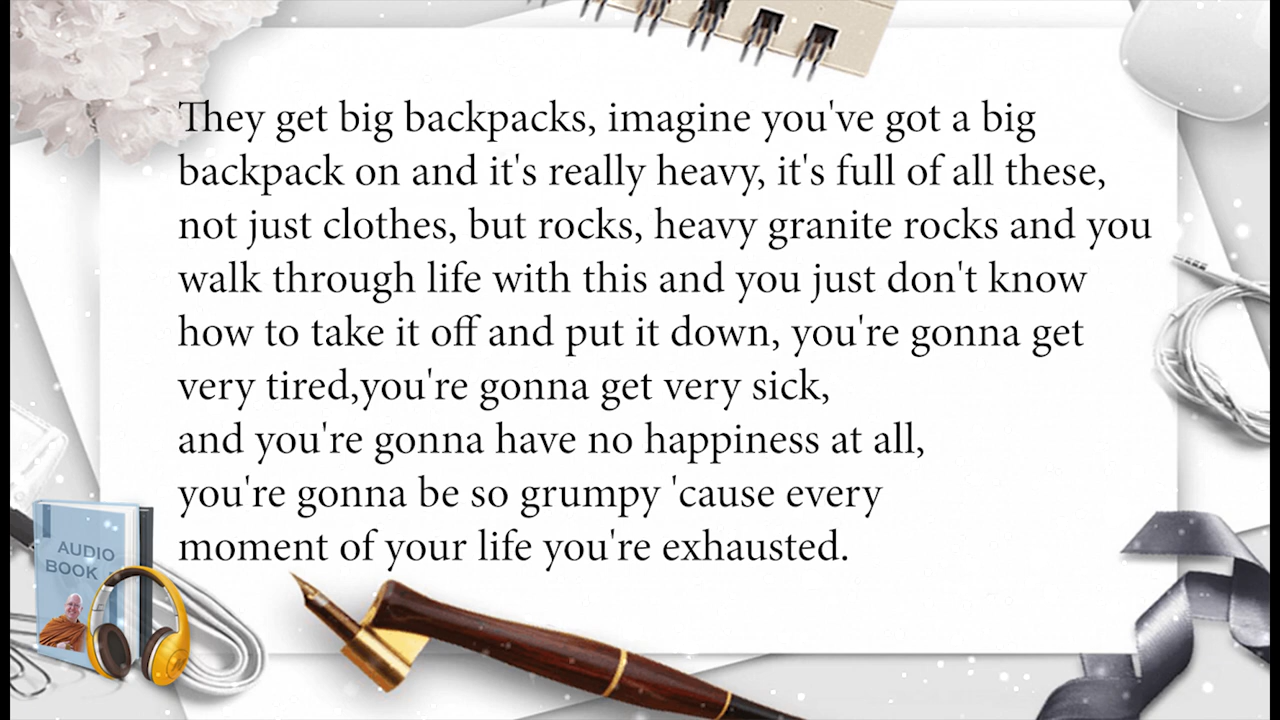 They get big backpacks, imagine you've got a big
backpack on and it's really heavy, it's full of all these,
not just clothes, but rocks, heavy granite rocks and you
walk through life with this and you just don't know
how to take it off and put it down, you're gonna get
very tired,you're gonna get very sick,
and you're gonna have no happiness at all,
you're gonna be so grumpy 'cause every
moment of your life you're exhausted.
AUDIO
BOOK